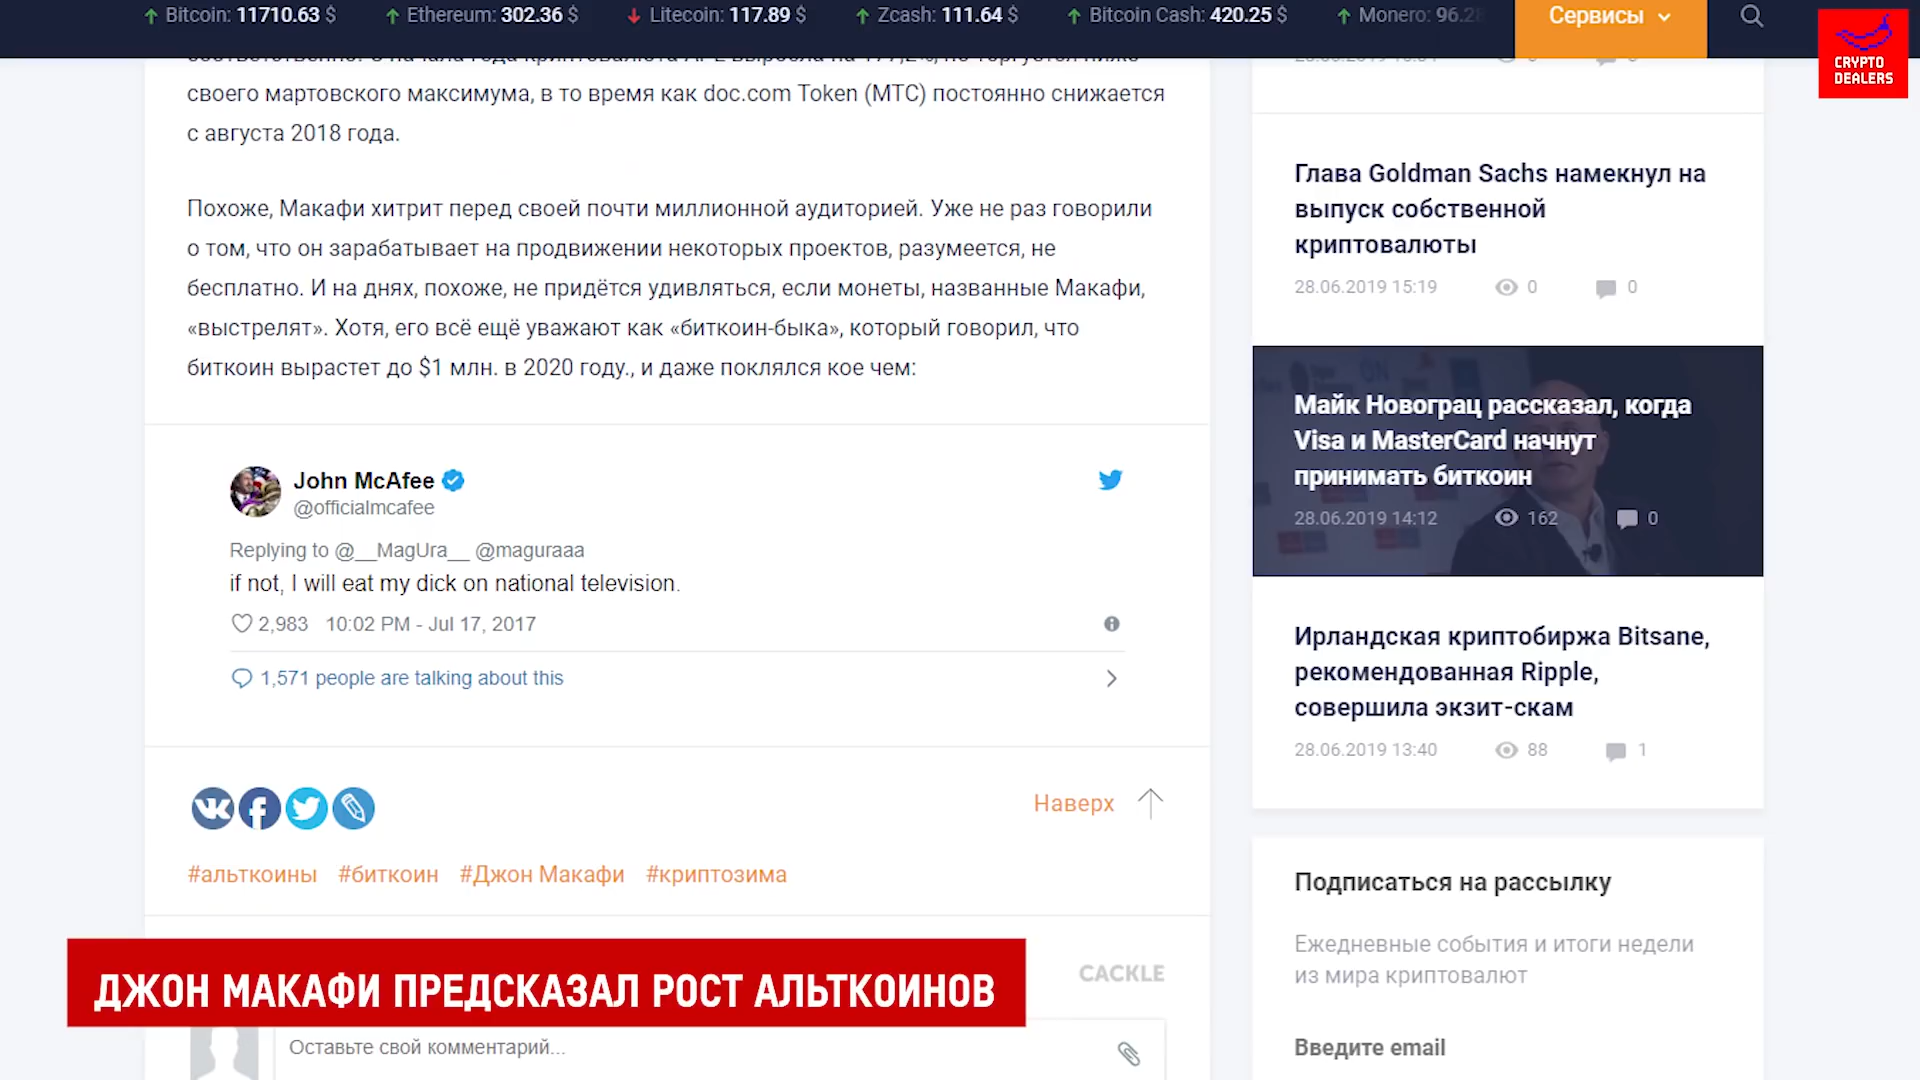 Bitcoin: 11710.63 $ Ethereum: 302.36 $ Litecoin: 117.89 $ Zcash: 111.64 $ Bitcoin Cash: 420.25 $ Monero: 96.28
Сервисы
CRYPTO
DEALERS
своего мартовского максимума, в то время как doc.com Token (MTC) постоянно снижается
с августа 2018 года.
Похоже, Макафи хитрит перед своей почти миллионной аудиторией. Уже не раз говорили
о том, что он зарабатывает на продвижении некоторых проектов, разумеется, не
бесплатно. И на днях, похоже, не придётся удивляться, если монеты, названные Макафи,
«выстрелят». Хотя, его всё ещё уважают как «биткоин-быка», который говорил, что
биткоин вырастет до $1 млн. в 2020 году., и даже поклялся кое чем:
John McAfee
@officialmcafee
Replying to @__MagUra__ @maguraaa
if not, I will eat my dick on national television.
2,983 10:02 PM - Jul 17, 2017
1,571 people are talking about this
Наверх
#альткоины #биткоин #Джон Макафи #криптозима
CACKLE
ДЖОН МАКАФИ ПРЕДСКАЗАЛ РОСТ АЛЬТКОИНОВ
Оставьте свой комментарий...
Глава Goldman Sachs намекнул на
выпуск собственной
криптовалюты
28.06.2019 15:19 0 0
Майк Новограц рассказал, когда
Visa и MasterCard начнут
принимать биткоин
28.06.2019 14:12 162 0
Ирландская криптобиржа Bitsane,
рекомендованная Ripple,
совершила экзит-скам
28.06.2019 13:40 88 1
Подписаться на рассылку
Ежедневные события и итоги недели
из мира криптовалют
Введите email